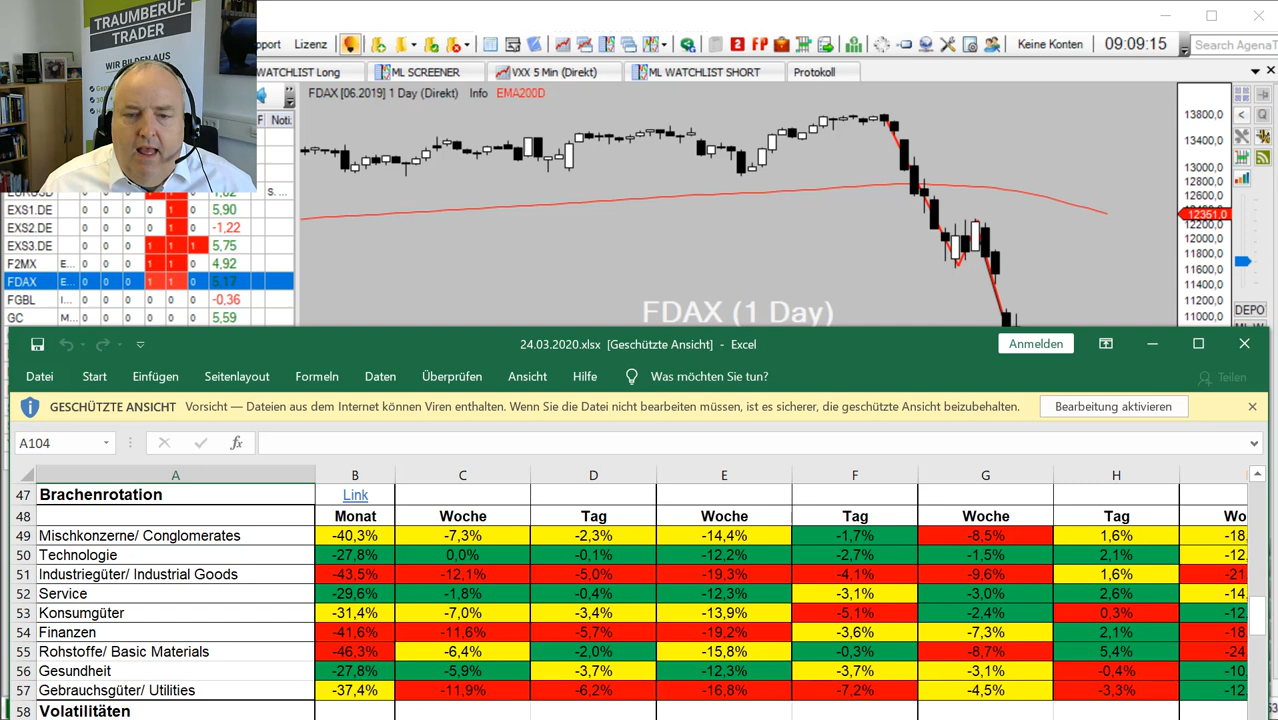 TRAUMBERUF
TRADER
WIR BILDEN AUS
Lizenz 2 FP Keine Konten 09:09:15 Search AgenaT
WATCHLIST Long ML SCREENER VXX 5 Min (Direkt) ML WATCHLIST SHORT Protokoll
FDAX [06.2019] 1 Day (Direkt) Info EMA200D
F Noti:
13800,0
13400,0
13000,0
12800,0
12351,0
12000,0
11800,0
11600,0
11200,0
11000,0
DEPO
EXS1.DE 0 0 0 1 0 5,90
EXS2.DE 0 0 0 1 0 -1,22
EXS3.DE 0 0 1 1 1 5,75
F2MX E... 0 0 1 1 0 4,92
FDAX E... 0 0 1 1 0 5,17
FGBL I... 0 0 0 0 0 -0,36
GC M... 0 0 0 0 0 5,59
FDAX (1 Day)
24.03.2020.xlsx [Geschützte Ansicht] - Excel Anmelden
Datei Start Einfügen Seitenlayout Formeln Daten Überprüfen Ansicht Hilfe Was möchten Sie tun? Teilen
GESCHÜTZTE ANSICHT Vorsicht — Dateien aus dem Internet können Viren enthalten. Wenn Sie die Datei nicht bearbeiten müssen, ist es sicherer, die geschützte Ansicht beizubehalten. Bearbeitung aktivieren
A104 fx
A B C D E F G H
47 Brachenrotation Link
48 Monat Woche Tag Woche Tag Woche Tag Wo
49 Mischkonzerne/ Conglomerates -40,3% -7,3% -2,3% -14,4% -1,7% -8,5% 1,6% -18,
50 Technologie -27,8% 0,0% -0,1% -12,2% -2,7% -1,5% 2,1% -12,
51 Industriegüter/ Industrial Goods -43,5% -12,1% -5,0% -19,3% -4,1% -9,6% 1,6% -21
52 Service -29,6% -1,8% -0,4% -12,3% -3,1% -3,0% 2,6% -14,
53 Konsumgüter -31,4% -7,0% -3,4% -13,9% -5,1% -2,4% 0,3% -12,
54 Finanzen -41,6% -11,6% -5,7% -19,2% -3,6% -7,3% 2,1% -18
55 Rohstoffe/ Basic Materials -46,3% -6,4% -2,0% -15,8% -0,3% -8,7% 5,4% -24
56 Gesundheit -27,8% -5,9% -3,7% -12,3% -3,7% -3,1% -0,4% -10,
57 Gebrauchsgüter/ Utilities -37,4% -11,9% -6,2% -16,8% -7,2% -4,5% -3,3% -12
58 Volatilitäten